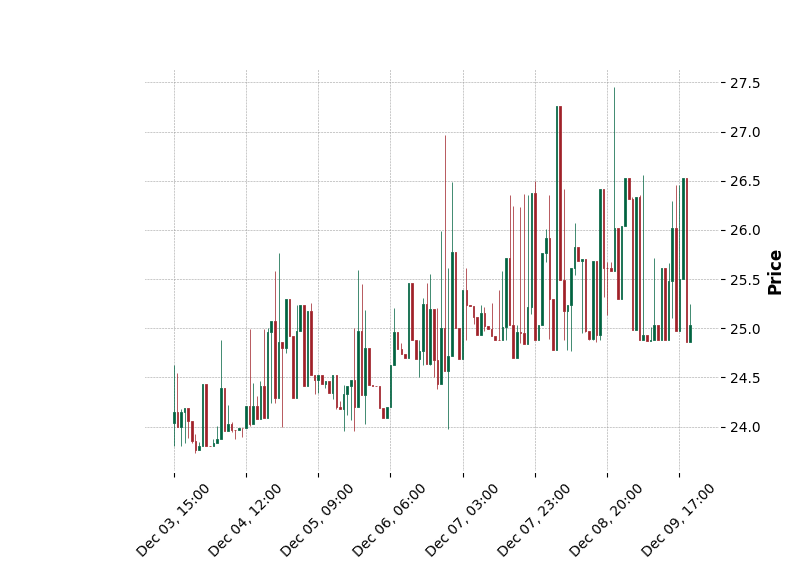 27.5
27.0
26.5
26.0
25.5
25.0
24.5
24.0
Price
Dec 03, 15:00
Dec 04, 12:00
Dec 05, 09:00
Dec 06, 06:00
Dec 07, 03:00
Dec 07, 23:00
Dec 08, 20:00
Dec 09, 17:00